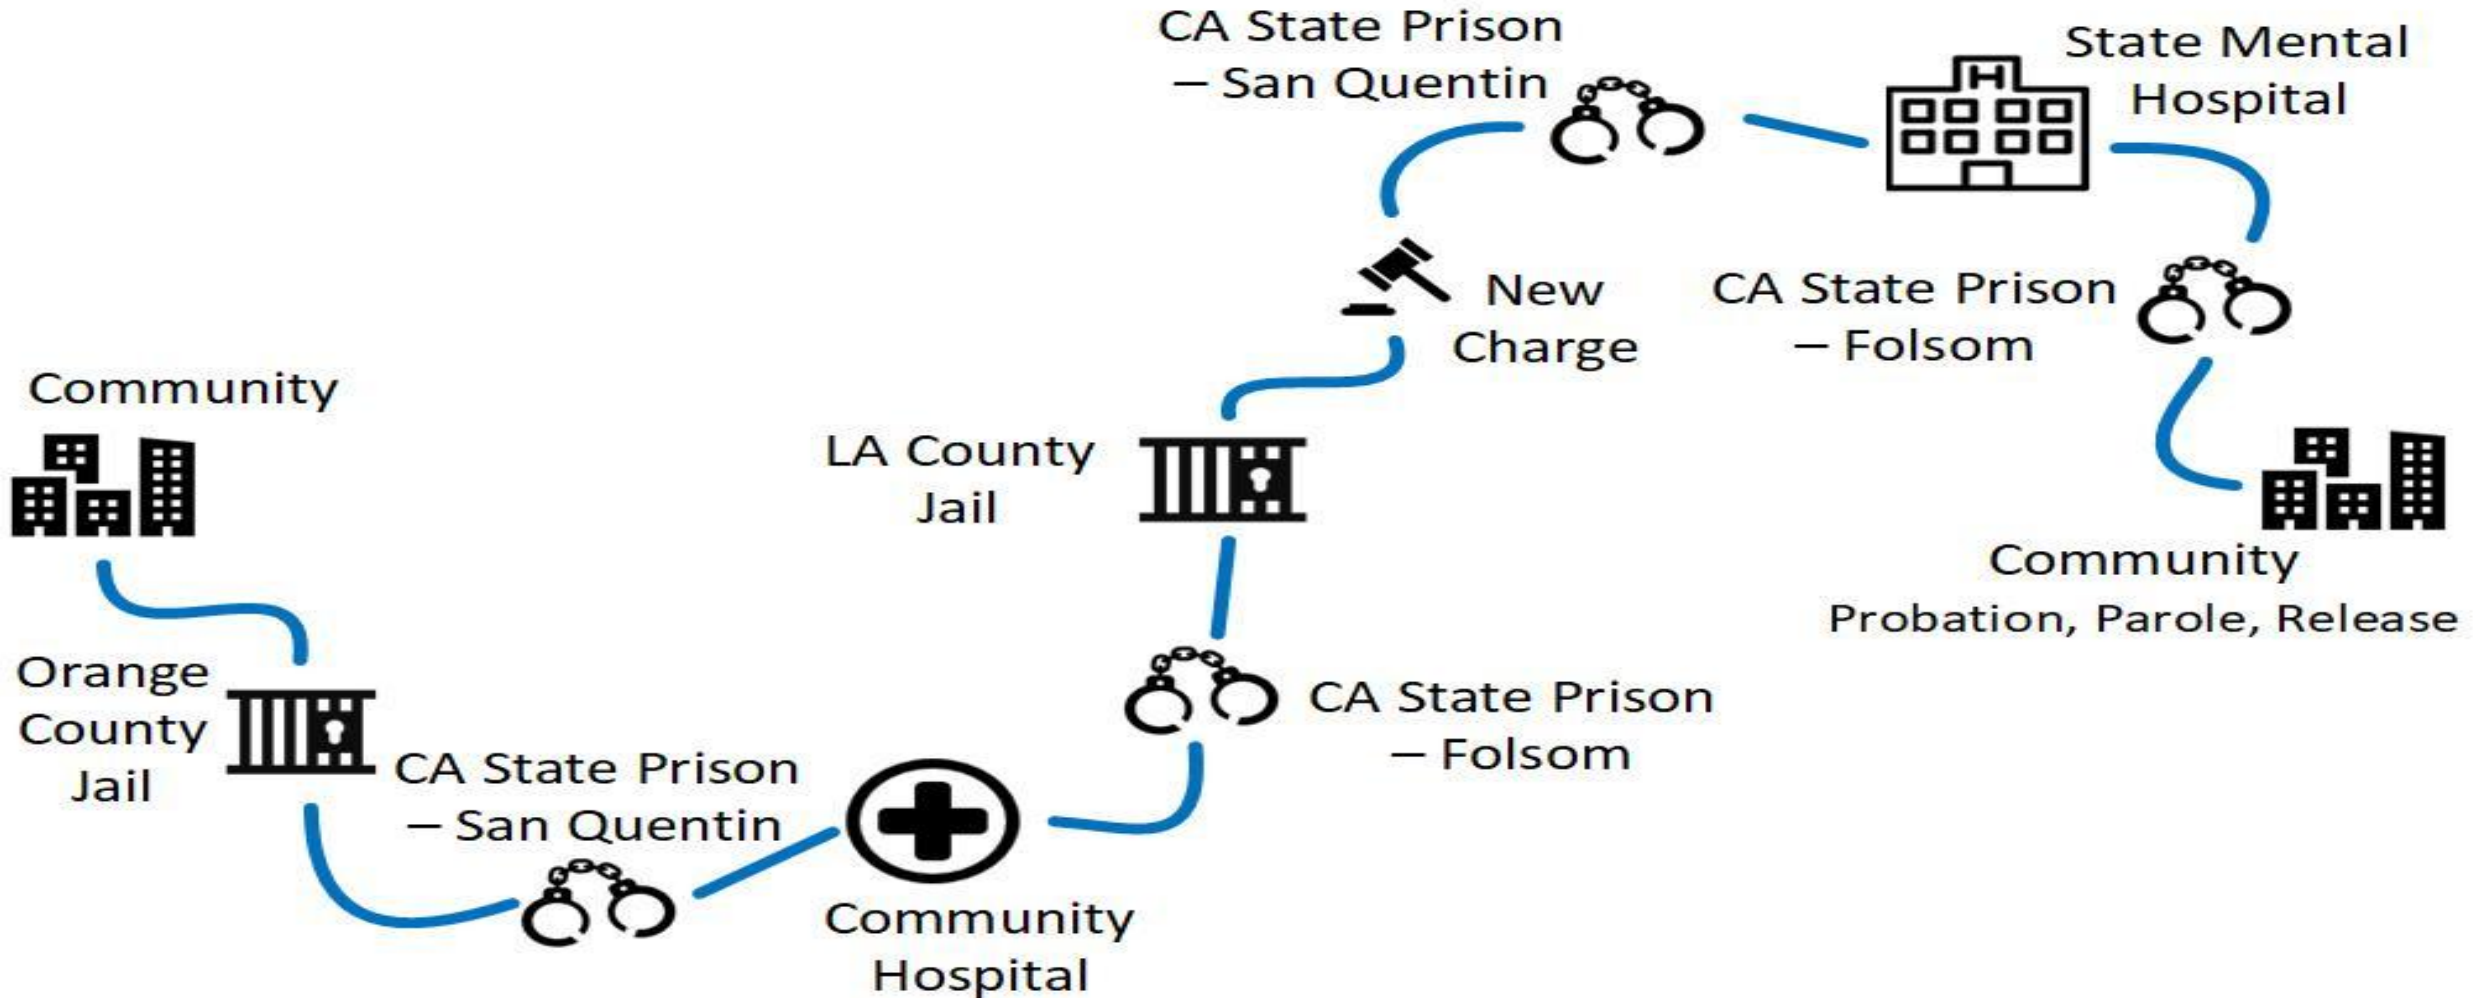 Community
Orange
County
Jail
CA State Prison
– San Quentin
Community
Hospital
CA State Prison
– Folsom
LA County
Jail
New
Charge
CA State Prison
– San Quentin
H
State Mental
Hospital
CA State Prison
– Folsom
Community
Probation, Parole, Release